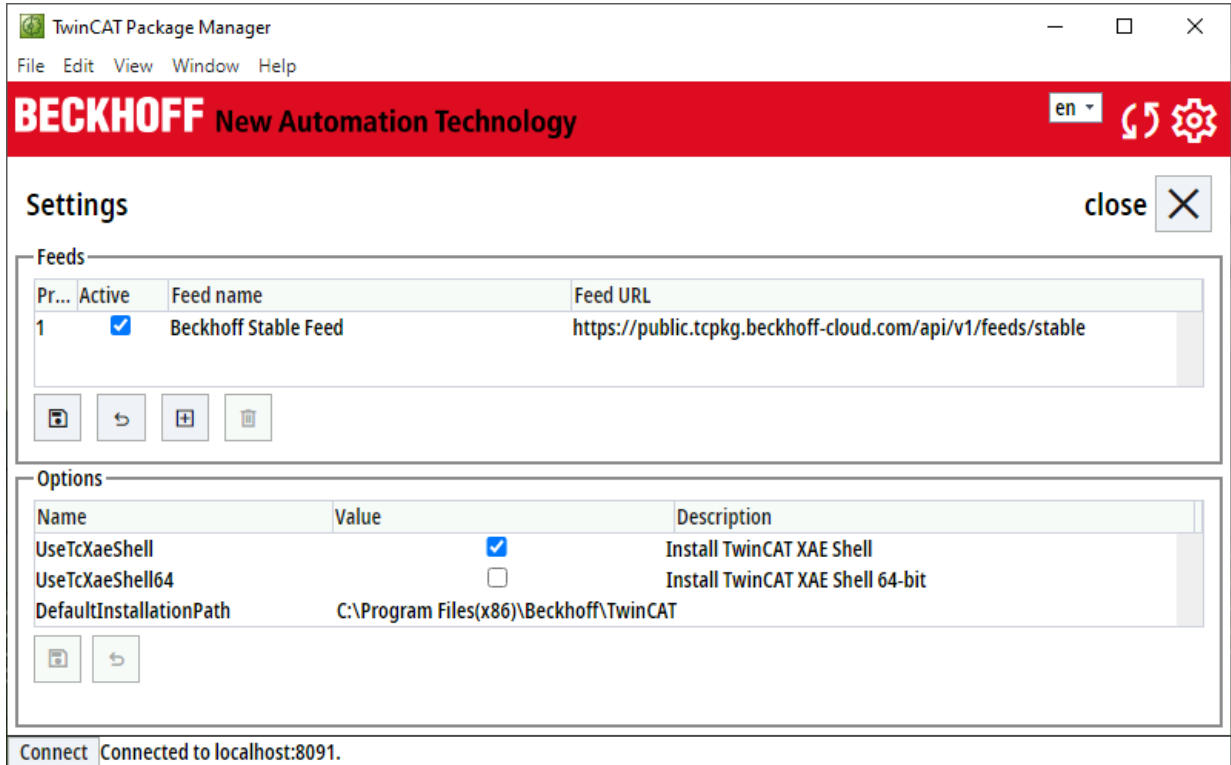 TwinCAT Package Manager
File Edit View Window Help
BECKHOFF New Automation Technology
en
Settings
close
Feeds
Pr... Active Feed name Feed URL
1 Beckhoff Stable Feed https://public.tcpkg.beckhoff-cloud.com/api/v1/feeds/stable
Options
Name Value Description
UseTcXaeShell Install TwinCAT XAE Shell
UseTcXaeShell64 Install TwinCAT XAE Shell 64-bit
DefaultInstallationPath C:\Program Files(x86)\Beckhoff\TwinCAT
Connect Connected to localhost:8091.